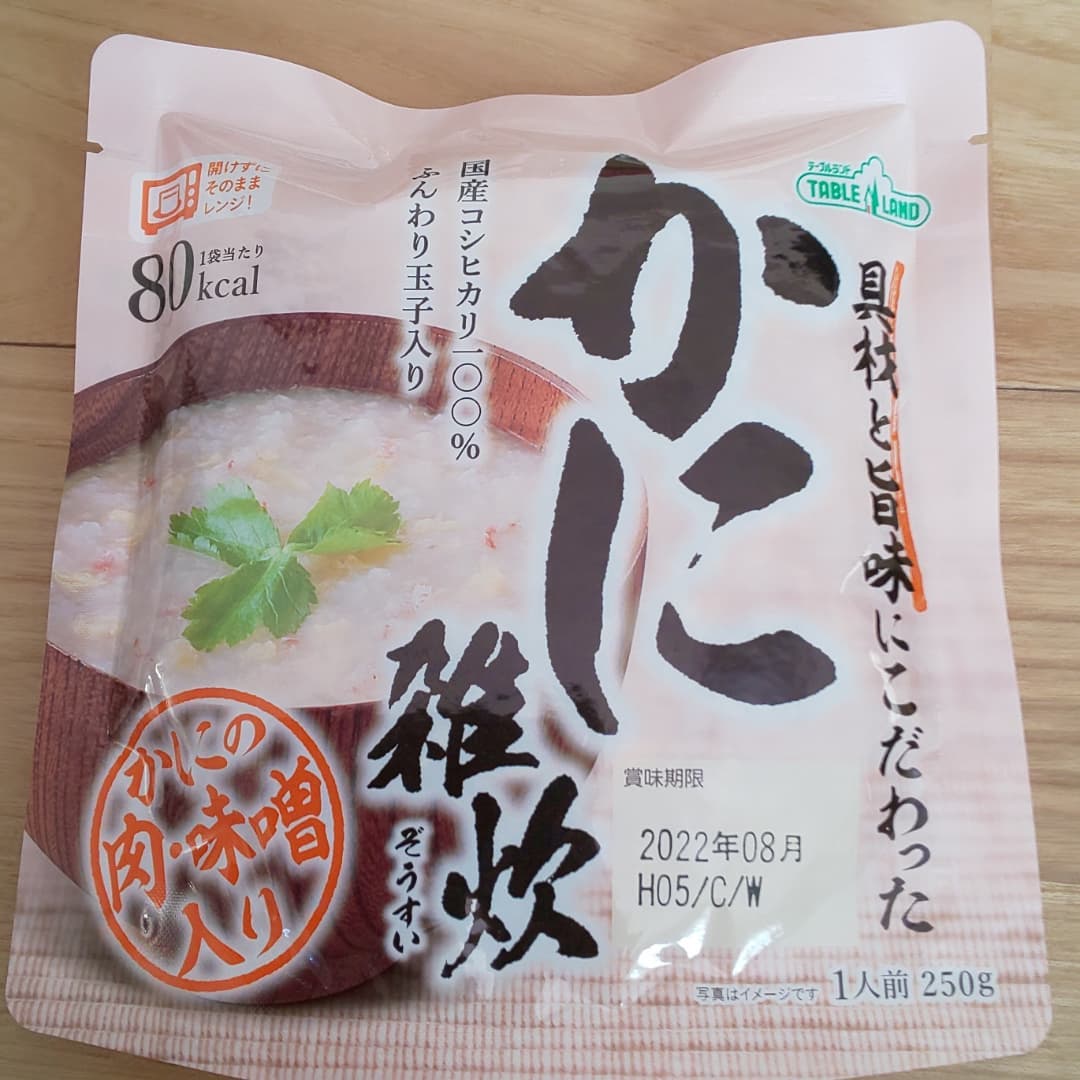 テーブルランド
TABLE LAND
具材と旨味にこだわった
かに
雑炊
ぞうすい
国産コシヒカリ一〇〇%
ふんわり玉子入り
開けずに
そのまま
レンジ!
1袋当たり
80kcal
かにの
肉・味噌
入り
賞味期限
2022年08月
H05/C/W
写真はイメージです
1人前 250g